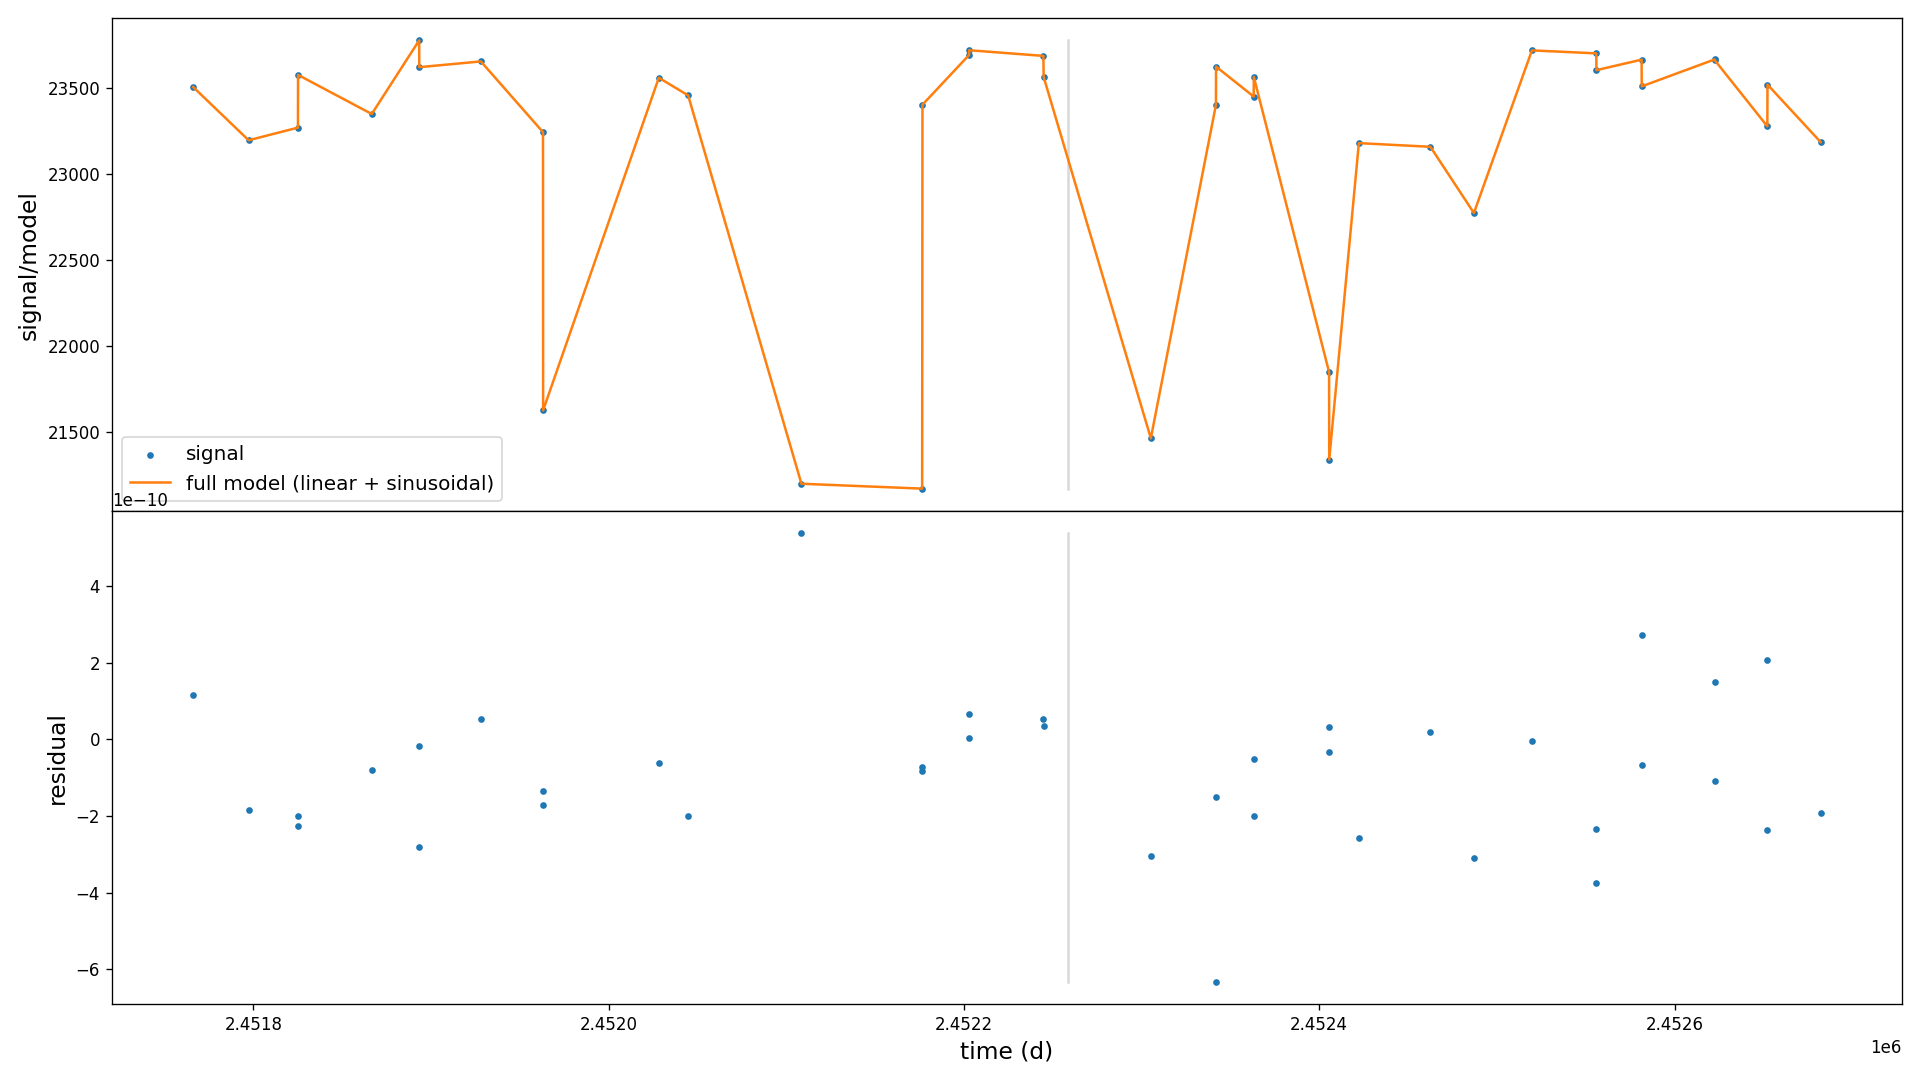 23500
23000
22500
22000
21500
signal/model
signal
full model (linear + sinusoidal)
1e−10
4
2
0
−2
−4
−6
residual
2.4518
2.4520
2.4522
2.4524
2.4526
time (d)
1e6